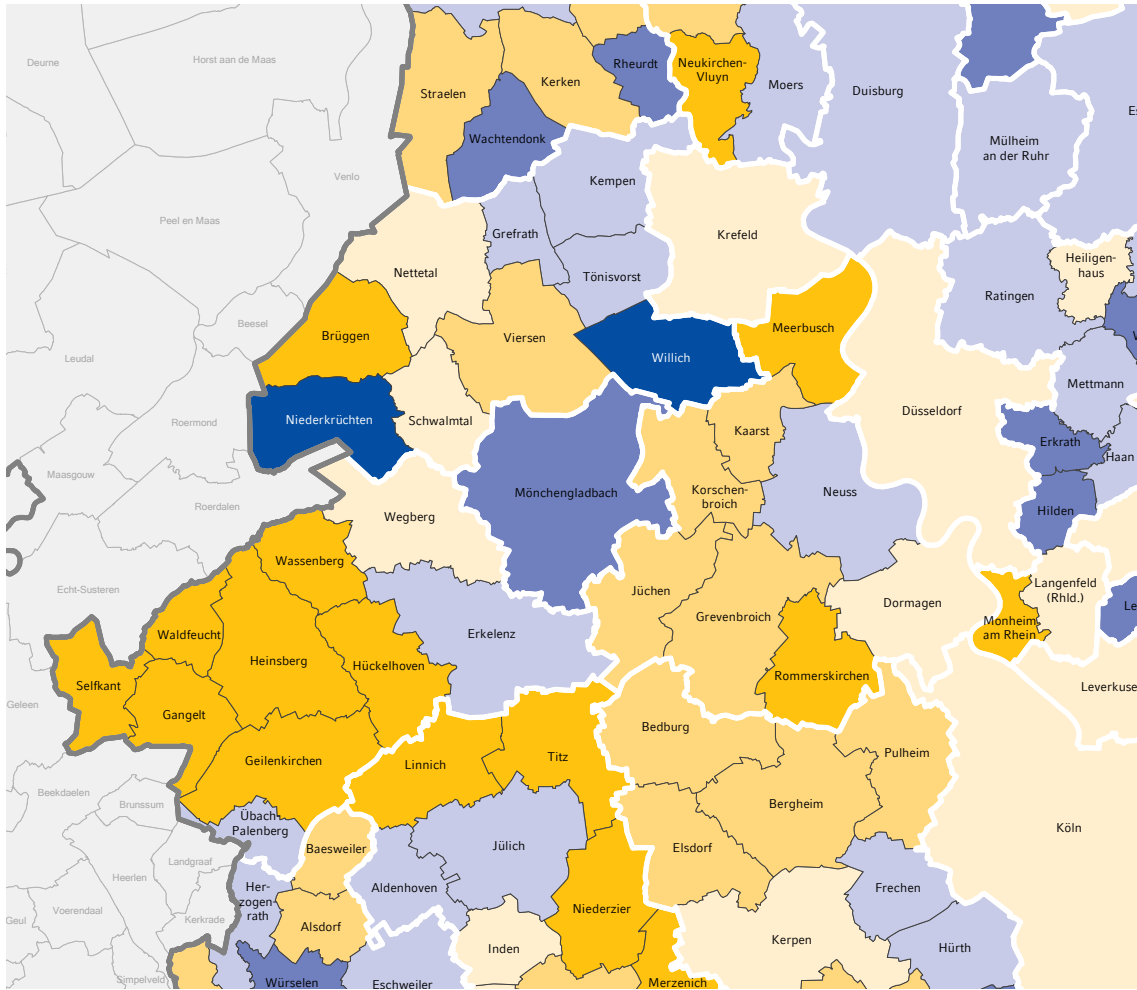 Deurne
Horst aan de Maas
Straelen
Kerken
Rheurdt
Neukirchen-
Vluyn
Moers
Duisburg
Es
Wachtendonk
Mülheim
an der Ruhr
Venlo
Kempen
Peel en Maas
Grefrath
Krefeld
Nettetal
Tönisvorst
Heiligen-
haus
Ratingen
Beesel
Brüggen
Viersen
Meerbusch
Leudal
Willich
Mettmann
Roermond
Niederkrüchten
Schwalmtal
Düsseldorf
Kaarst
Erkrath
Haan
Maasgouw
Mönchengladbach
Korschen-
broich
Neuss
Roerdalen
Wegberg
Hilden
Wassenberg
Echt-Susteren
Jüchen
Langenfeld
(Rhld.)
Dormagen
Le
Grevenbroich
Monheim
am Rhein
Waldfeucht
Erkelenz
Heinsberg
Hückelhoven
Rommerskirchen
Selfkant
Leverkuse
Geleen
Gangelt
Bedburg
Geilenkirchen
Linnich
Titz
Pulheim
Beekdaelen
Brunssum
Bergheim
Übach-
Palenberg
Köln
Baesweiler
Jülich
Elsdorf
Landgraaf
Heerlen
Her-
zogen-
rath
Aldenhoven
Frechen
Voerendaal
Geul
Kerkrade
Alsdorf
Niederzier
Inden
Kerpen
Hürth
Simpelveld
Würselen
Eschweiler
Merzenich